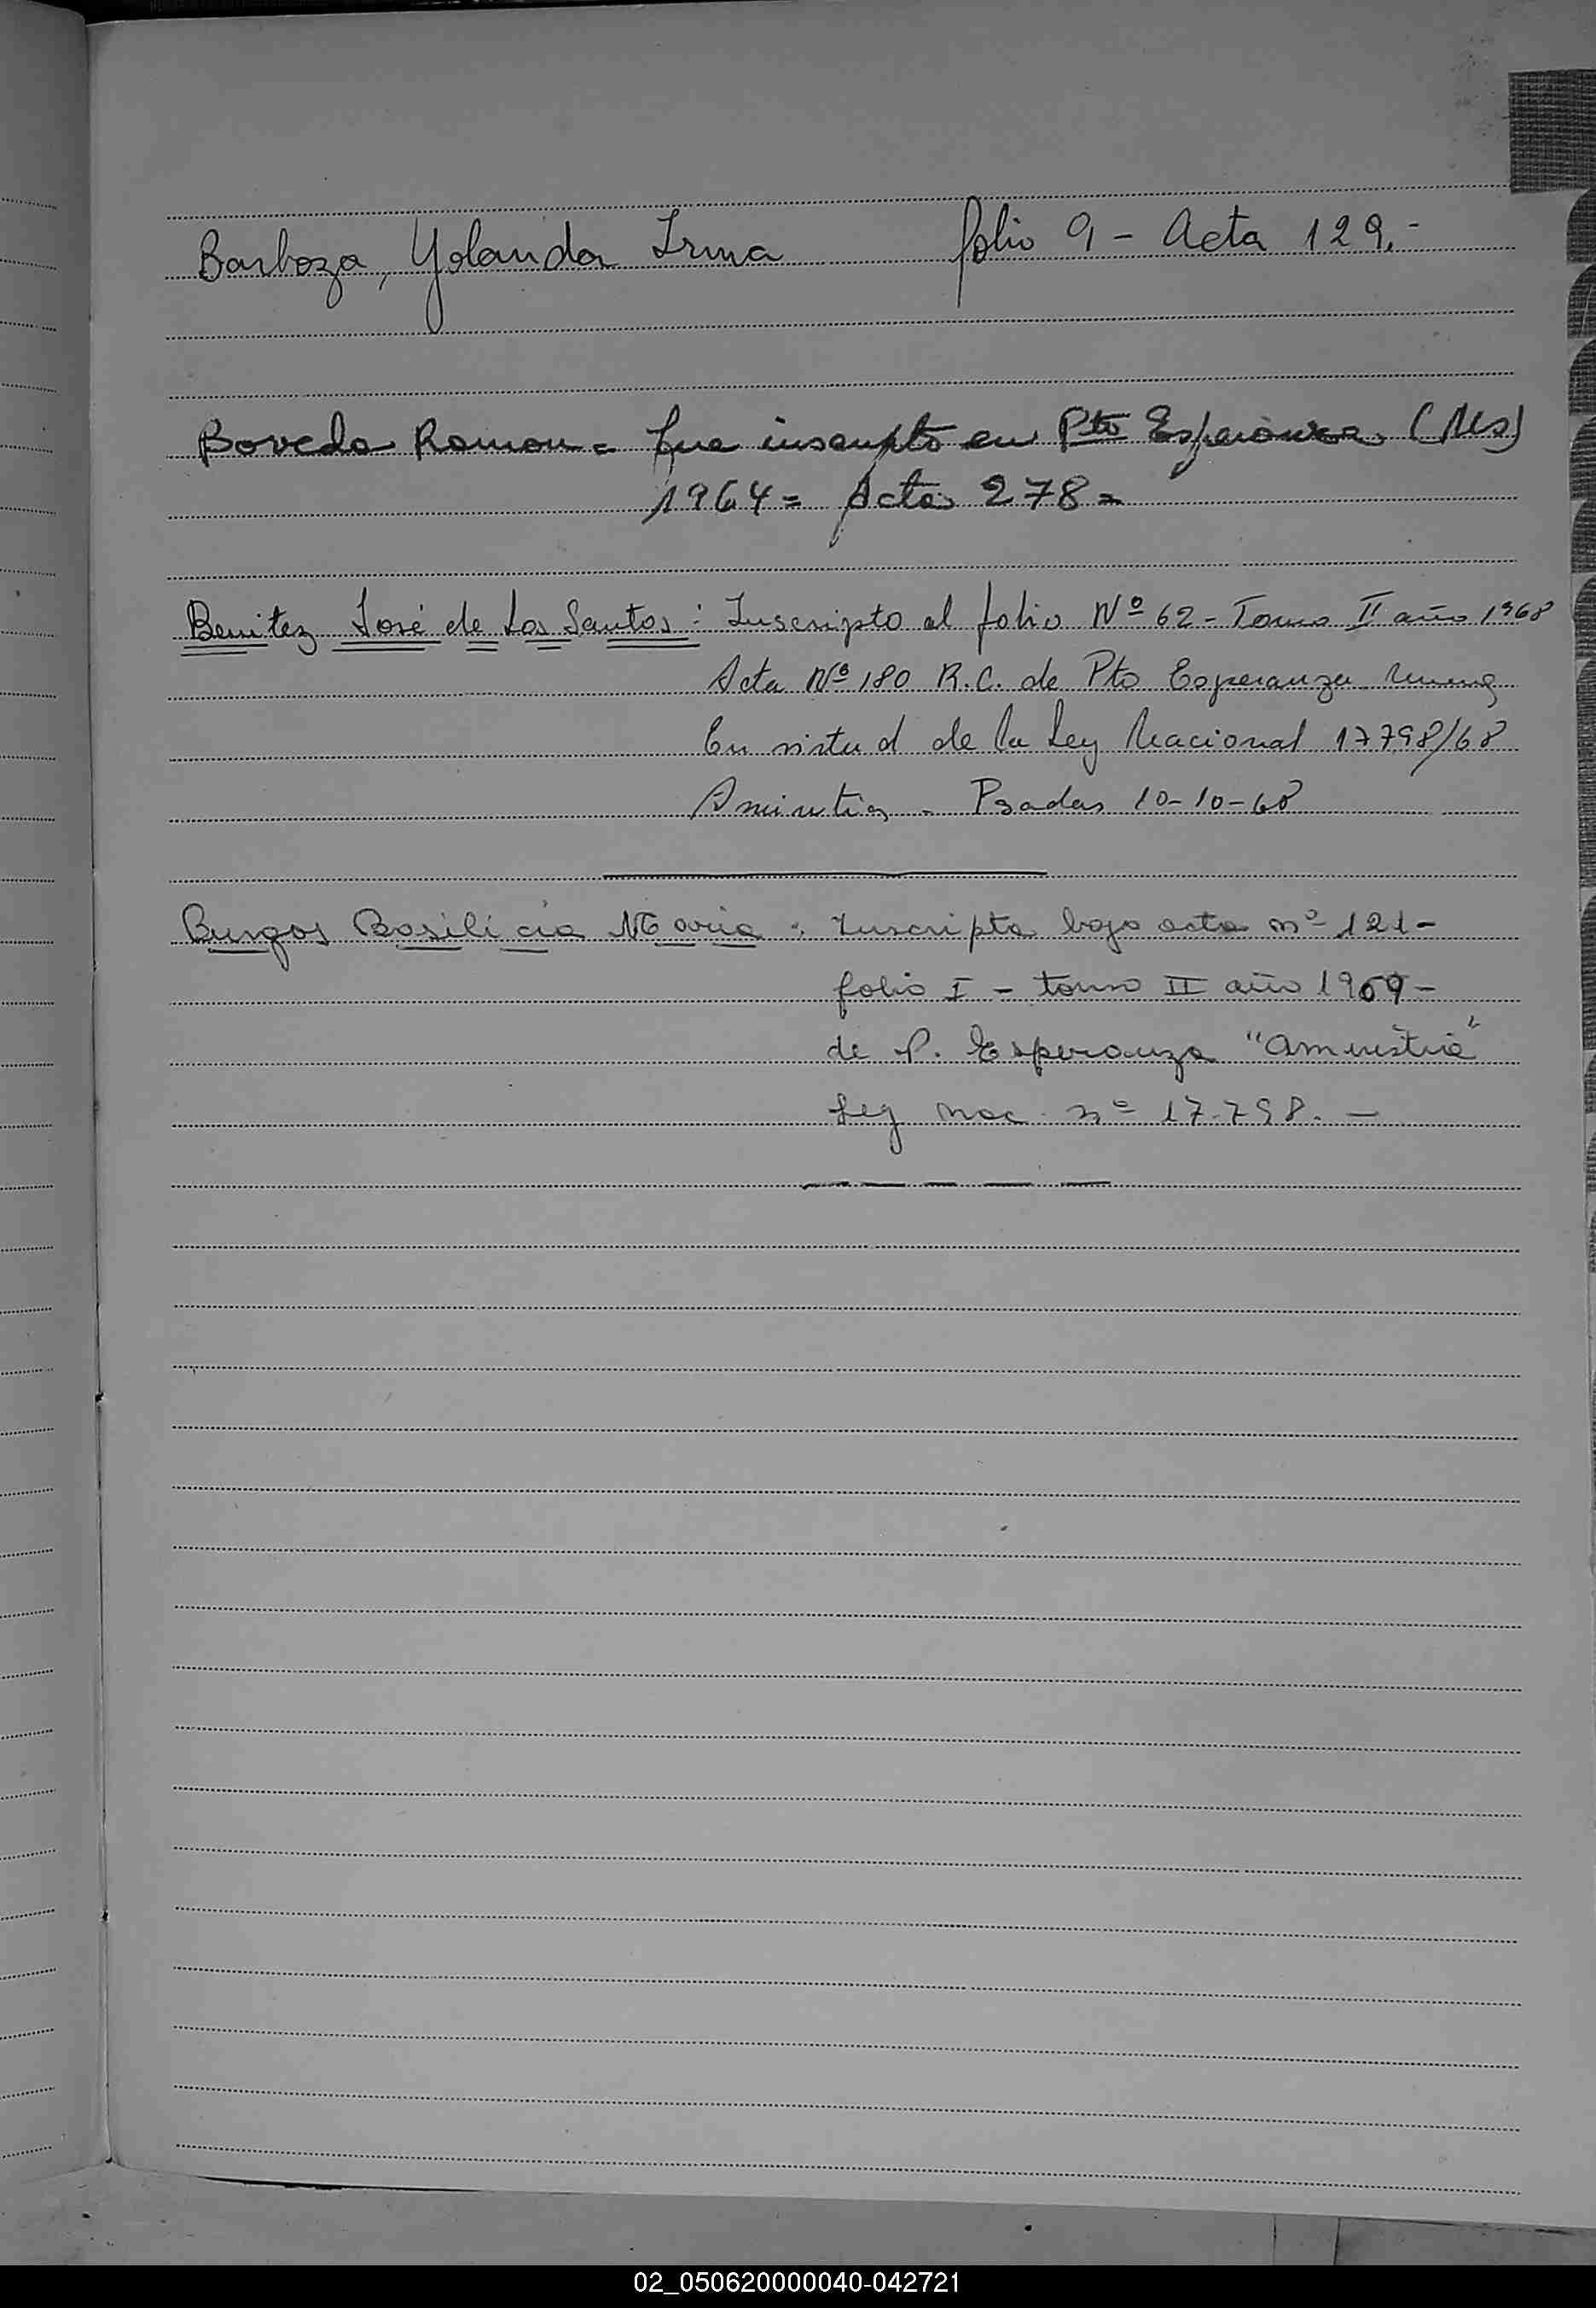 Barboza, Yolanda Irma folio 9 - Acta 129.-
Boveda Ramon = fue inscripto en Pto Esperanza (Ms)
1964 = Acta 278 =
Benitez José de Los Santos : Inscripto al folio Nº 62 - Tomo II año 1968
Acta Nº 180 R.C. de Pto Esperanza
En virtud de la Ley Nacional 17798/68
Amnistia - Posadas 10-10-68
Burgos Basilicia Maria : Inscripta bajo acta nº 121 -
folio I - tomo II año 1969 -
de P. Esperanza "amnistia"
Ley nac. nº 17.798. -
02_050620000040-042721